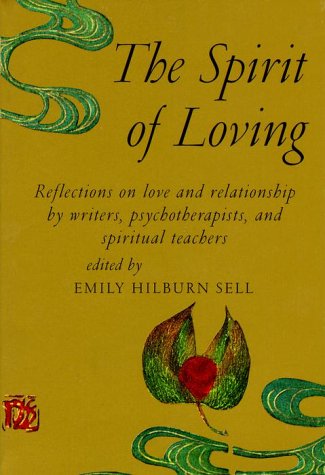 The Spirit
of Loving
Reflections on love and relationship
by writers, psychotherapists, and
spiritual teachers
edited by
EMILY HILBURN SELL